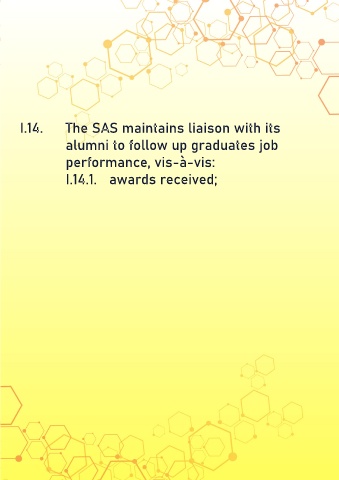 I.14. The SAS maintains liaison with its
alumni to follow up graduates job
performance, vis-à-vis:
I.14.1. awards received;